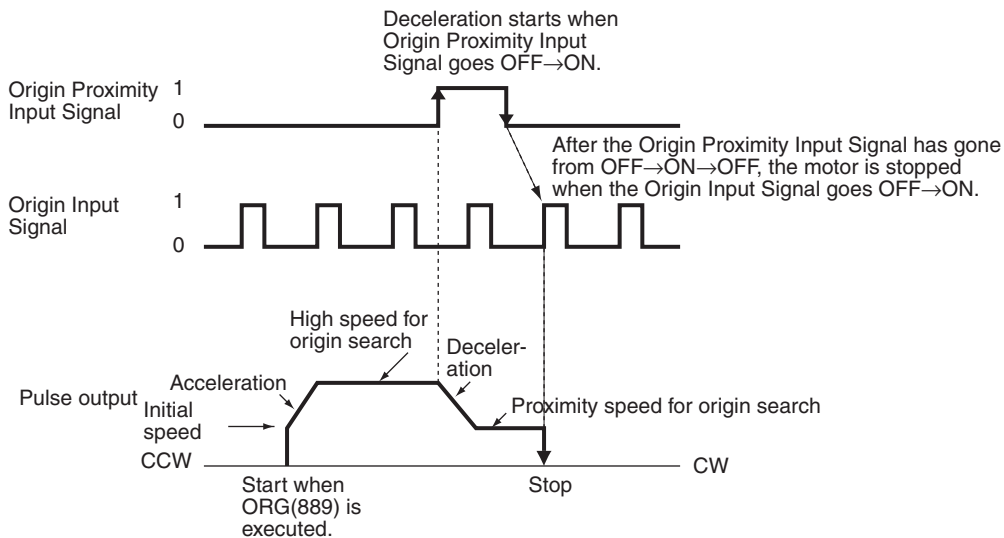 Deceleration starts when
Origin Proximity Input
Signal goes OFF→ON.
Origin Proximity
Input Signal
1
0
After the Origin Proximity Input Signal has gone
from OFF→ON→OFF, the motor is stopped
when the Origin Input Signal goes OFF→ON.
Origin Input
Signal
1
0
High speed for
origin search
Deceler-
ation
Acceleration
Pulse output
Initial
speed
Proximity speed for origin search
CCW
CW
Start when
ORG(889) is
executed.
Stop